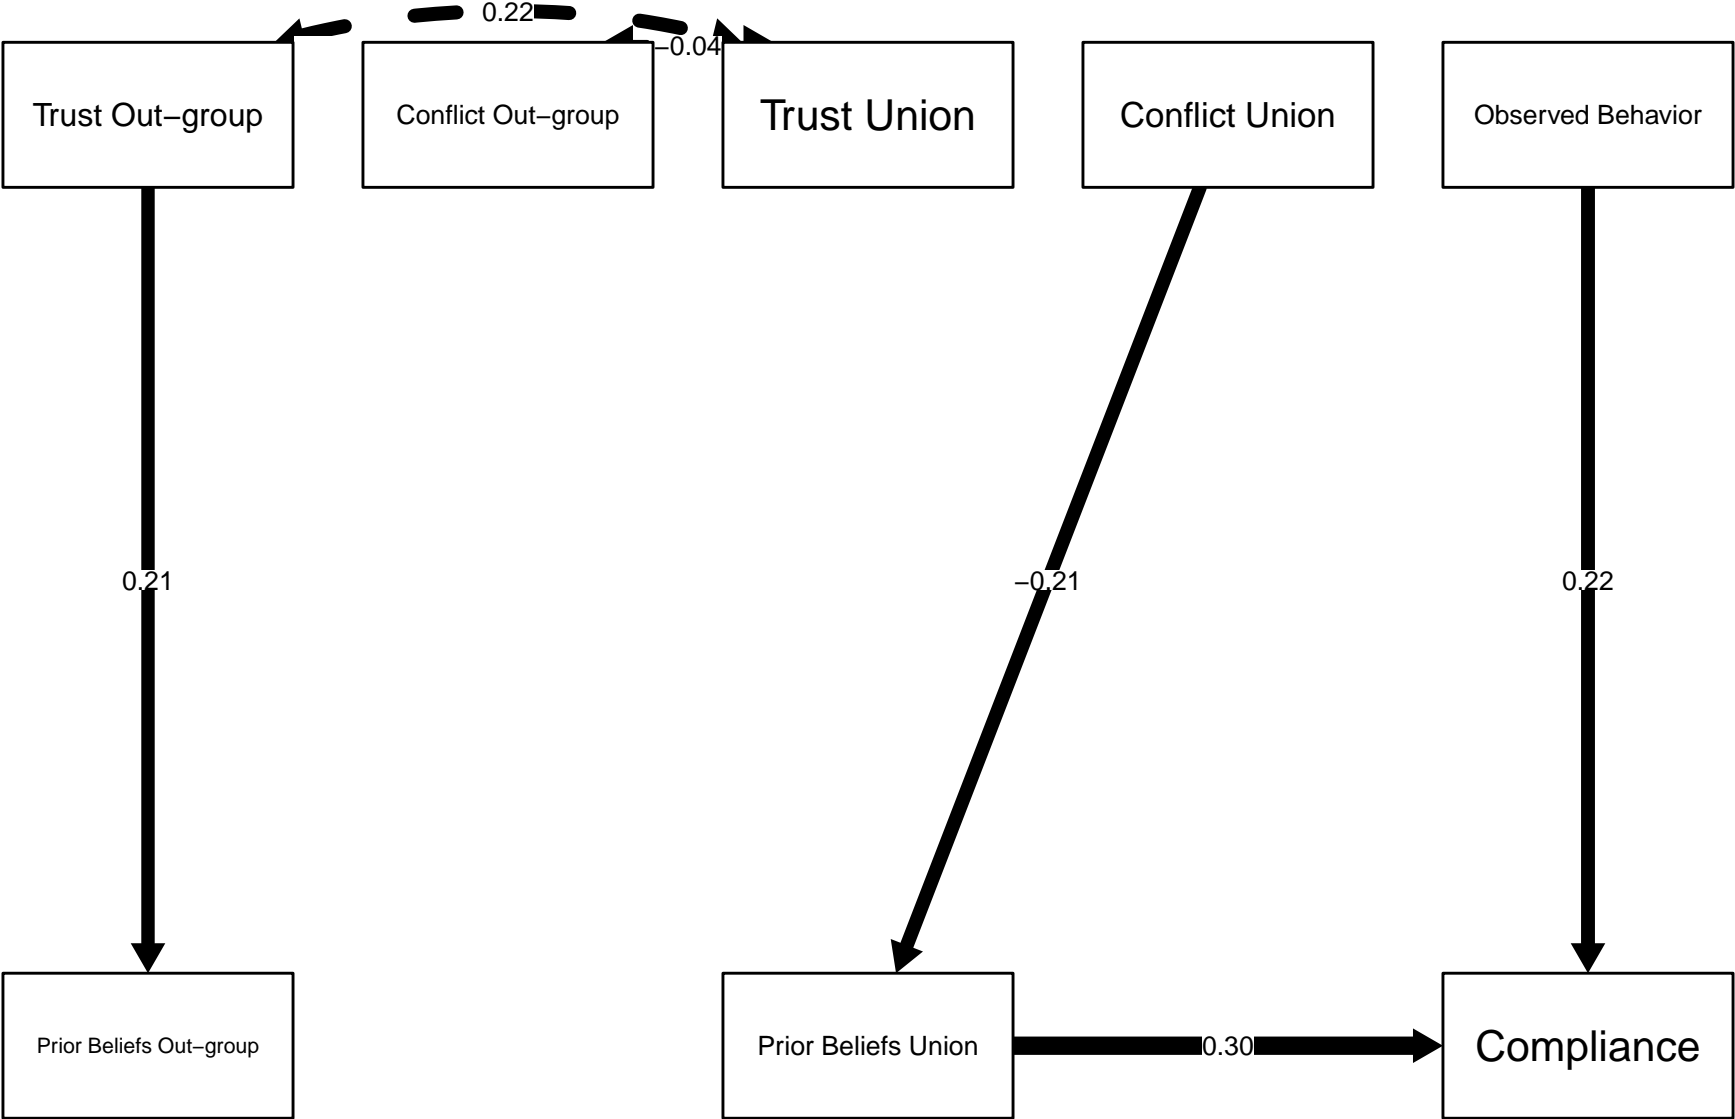 0.22
−0.04
Trust Out−group
Conflict Out−group
Trust Union
Conflict Union
Observed Behavior
0.21
−0.21
0.22
Prior Beliefs Out−group
Prior Beliefs Union
0.30
Compliance